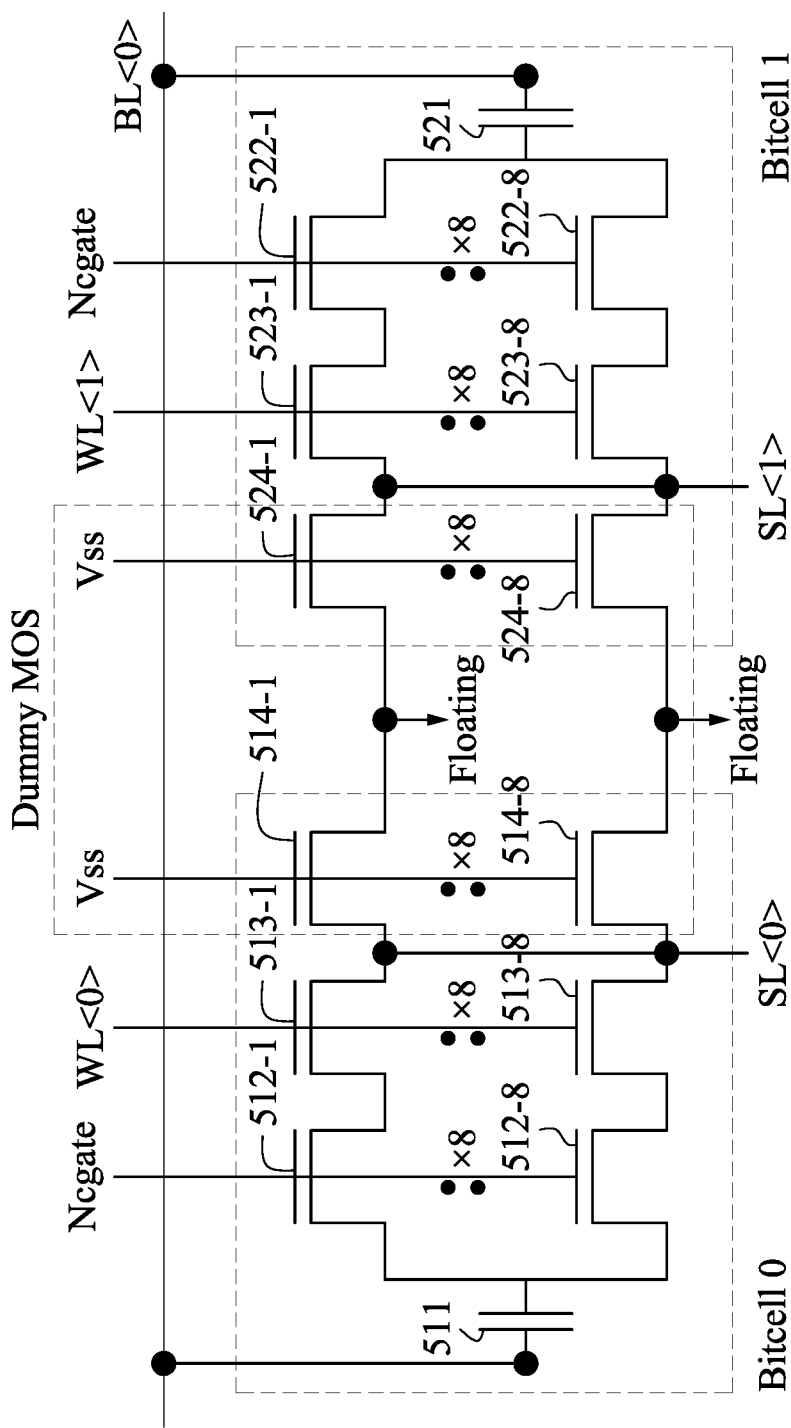 Dummy MOS
BL<0>
Ncgate
WL<0>
Vss
Vss
WL<1>
Ncgate
512-1
513-1
514-1
524-1
523-1
522-1
×8
×8
×8
×8
×8
×8
Floating
511
521
512-8
513-8
514-8
524-8
523-8
522-8
Floating
SL<0>
SL<1>
Bitcell 0
Bitcell 1